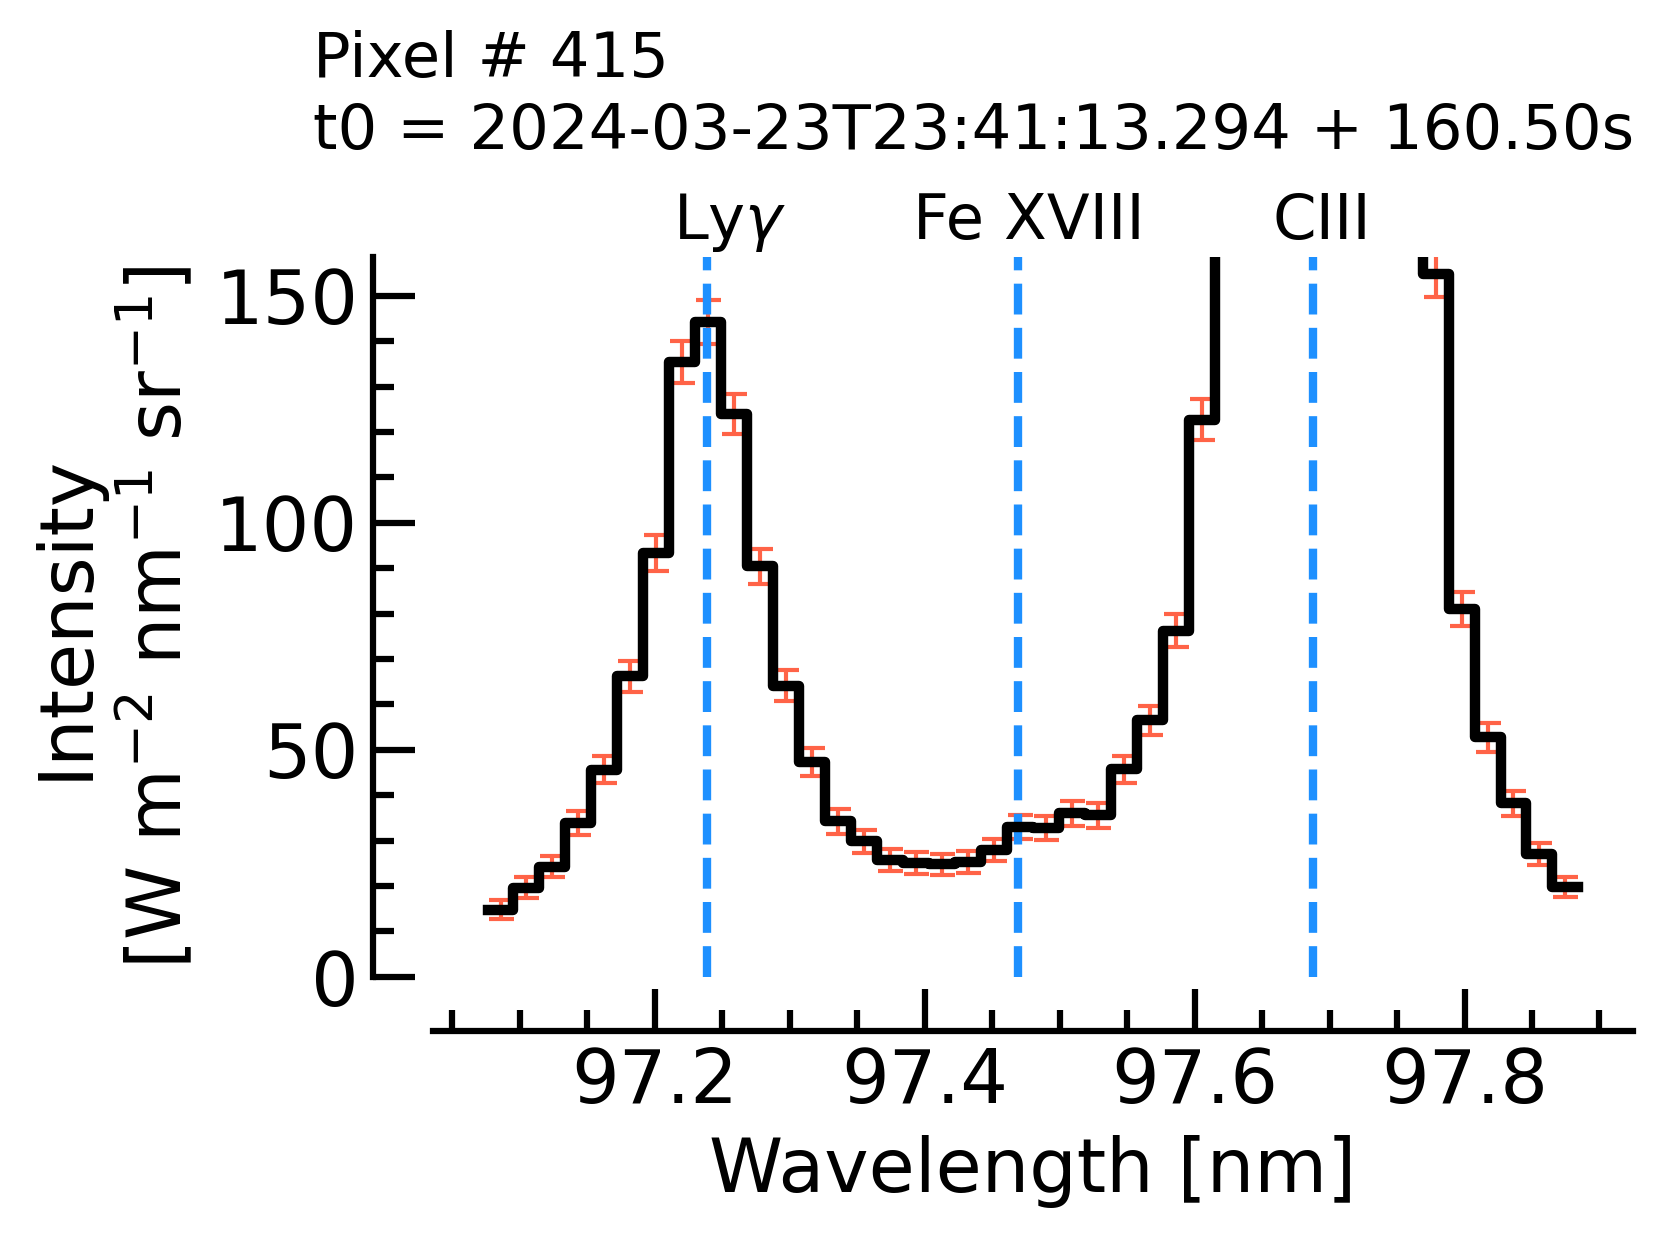 Pixel # 415
t0 = 2024-03-23T23:41:13.294 + 160.50s
Lyγ Fe XVIII CIII
Intensity
[W m⁻² nm⁻¹ sr⁻¹]
150
100
50
0
97.2 97.4 97.6 97.8
Wavelength [nm]